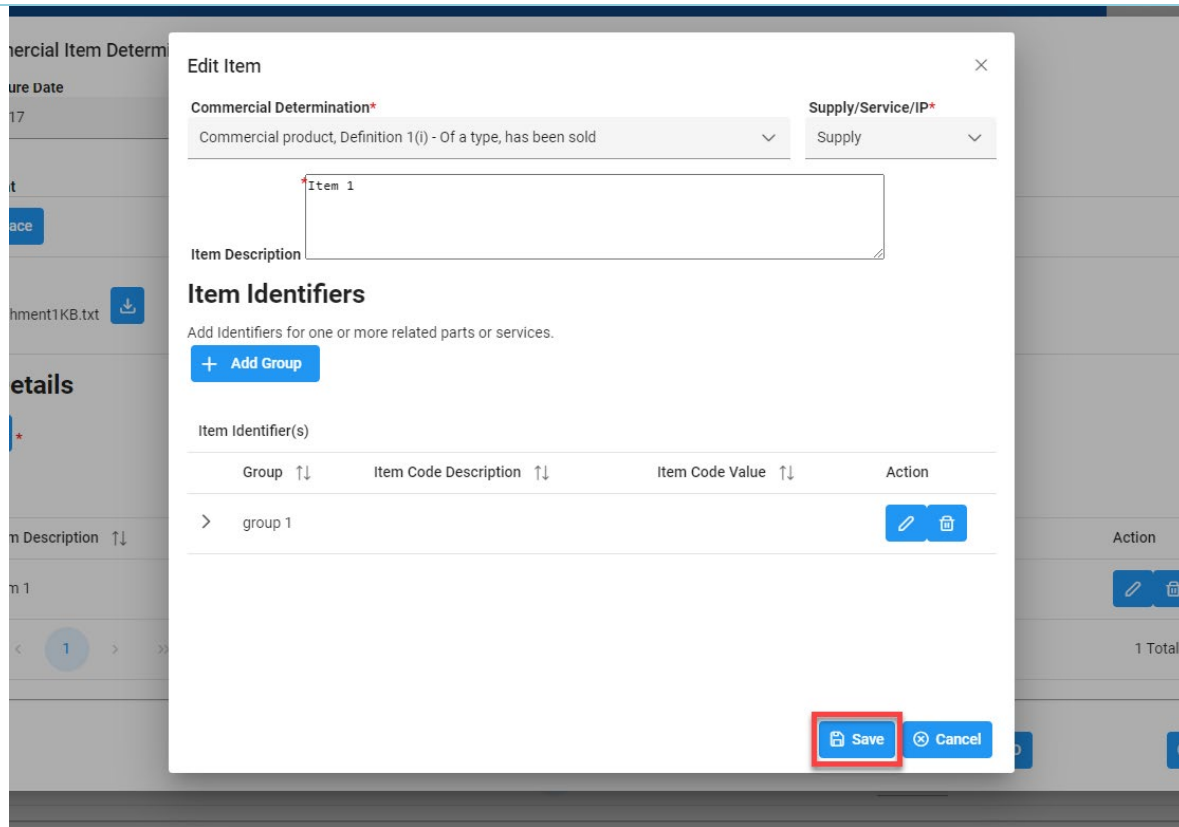 nercial Item Determi
ure Date
17
t
ace
hment1KB.txt
etails
*
m Description
m 1
1
Edit Item
Commercial Determination* Supply/Service/IP*
Commercial product, Definition 1(i) - Of a type, has been sold Supply
*Item 1
Item Description
Item Identifiers
Add Identifiers for one or more related parts or services.
Add Group
Item Identifier(s)
Group Item Code Description Item Code Value Action
group 1
Save Cancel
Action
1 Total